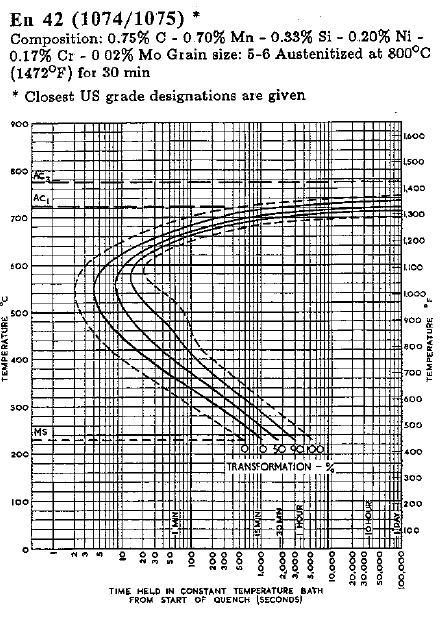 En 42 (1074/1075) *
Composition: 0.75% C - 0.70% Mn - 0.33% Si - 0.20% Ni -
0.17% Cr - 0 02% Mo Grain size: 5-6 Austenitized at 800°C
(1472°F) for 30 min
* Closest US grade designations are given
900
800
700
600
500
400
300
200
100
0
TEMPERATURE °C
1,600
1,500
1,400
1,300
1,200
1,100
1,000
900
800
700
600
500
400
300
200
100
TEMPERATURE °F
AC3
AC1
MS
0 10 50 90 100
TRANSFORMATION - %
1 MIN
15 MIN
30 MIN
1 HOUR
10 HOUR
1 DAY
1 2 3 5 10 20 30 50 100 200 300 500 1,000 2,000 3,000 5,000 10,000 20,000 30,000 50,000 100,000
TIME HELD IN CONSTANT TEMPERATURE BATH
FROM START OF QUENCH (SECONDS)